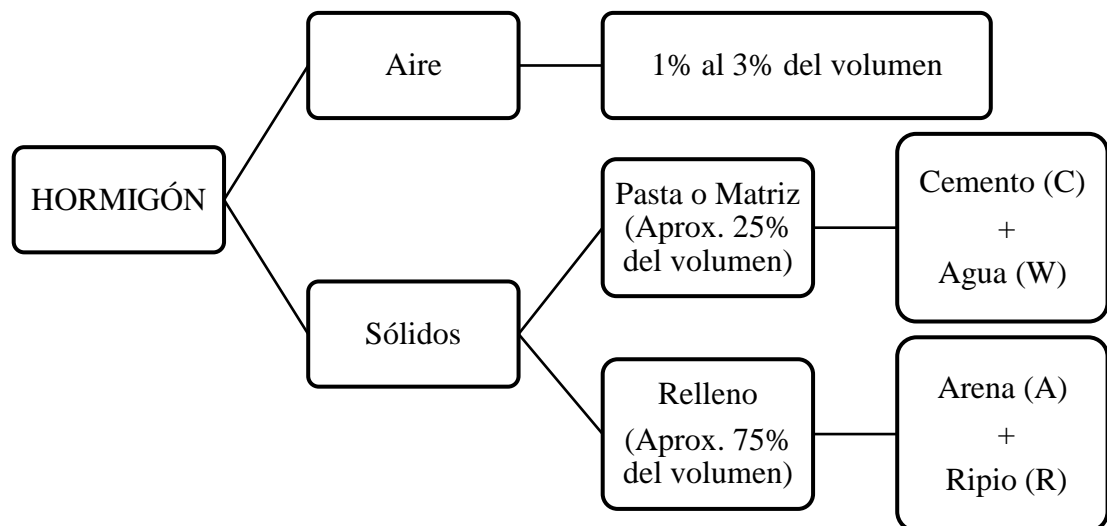 HORMIGÓN
Aire
1% al 3% del volumen
Sólidos
Pasta o Matriz
(Aprox. 25%
del volumen)
Cemento (C)
+
Agua (W)
Relleno
(Aprox. 75%
del volumen)
Arena (A)
+
Ripio (R)